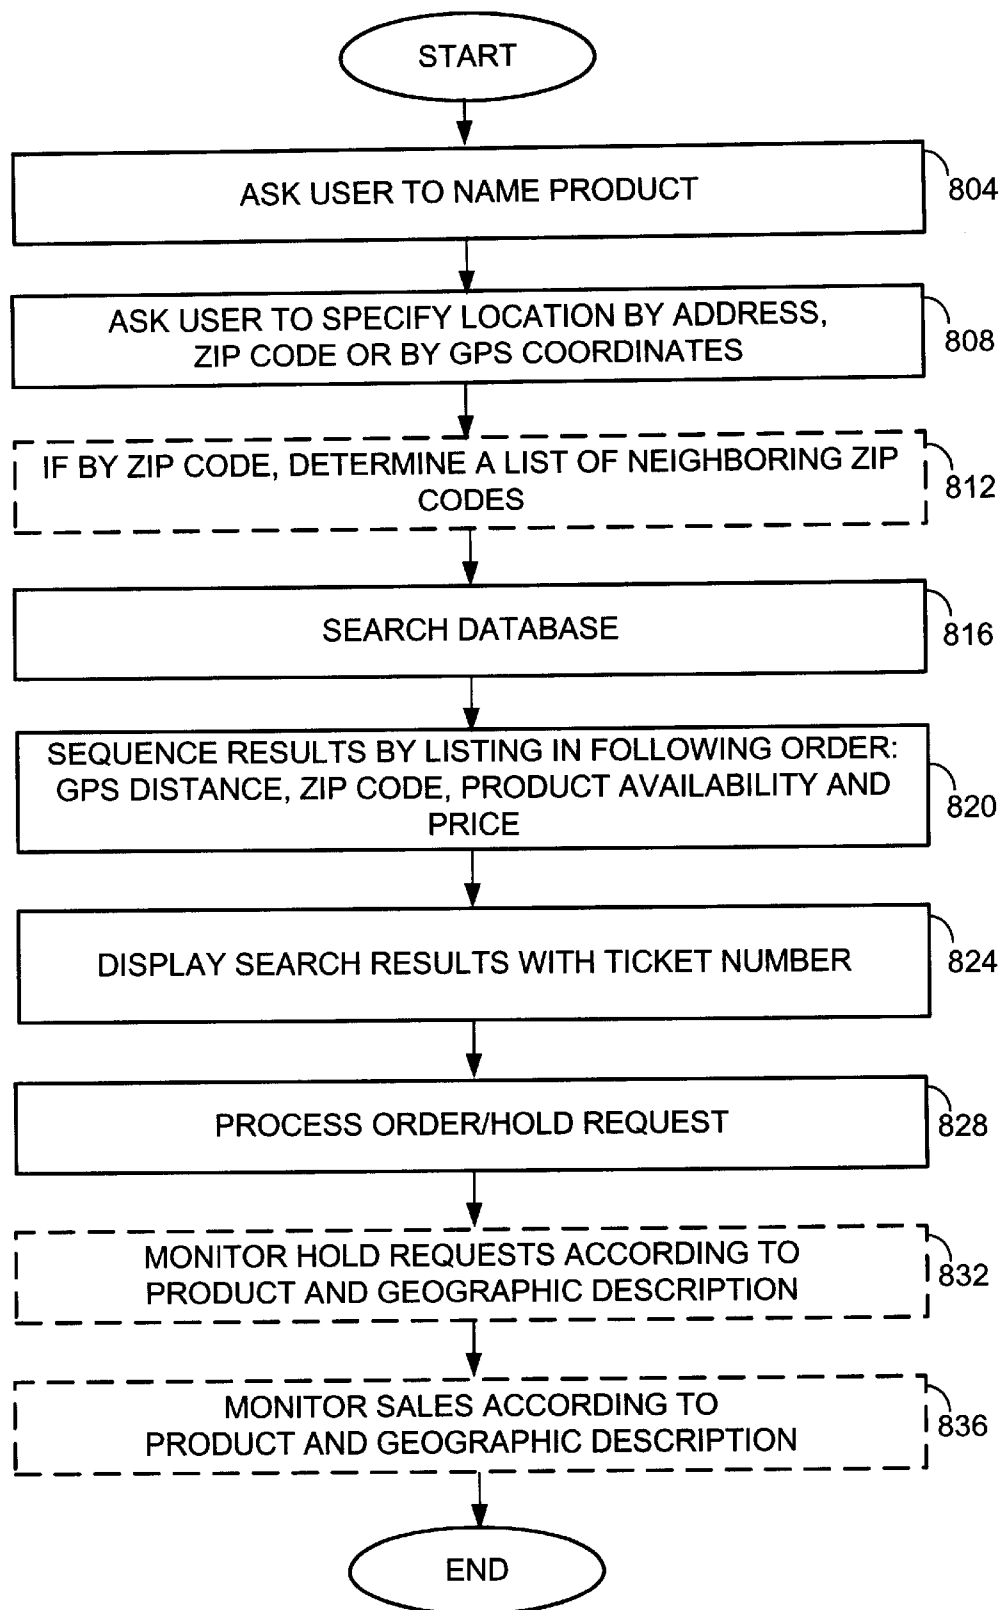 START
ASK USER TO NAME PRODUCT
804
ASK USER TO SPECIFY LOCATION BY ADDRESS,
ZIP CODE OR BY GPS COORDINATES
808
IF BY ZIP CODE, DETERMINE A LIST OF NEIGHBORING ZIP
CODES
812
SEARCH DATABASE
816
SEQUENCE RESULTS BY LISTING IN FOLLOWING ORDER:
GPS DISTANCE, ZIP CODE, PRODUCT AVAILABILITY AND
PRICE
820
DISPLAY SEARCH RESULTS WITH TICKET NUMBER
824
PROCESS ORDER/HOLD REQUEST
828
MONITOR HOLD REQUESTS ACCORDING TO
PRODUCT AND GEOGRAPHIC DESCRIPTION
832
MONITOR SALES ACCORDING TO
PRODUCT AND GEOGRAPHIC DESCRIPTION
836
END